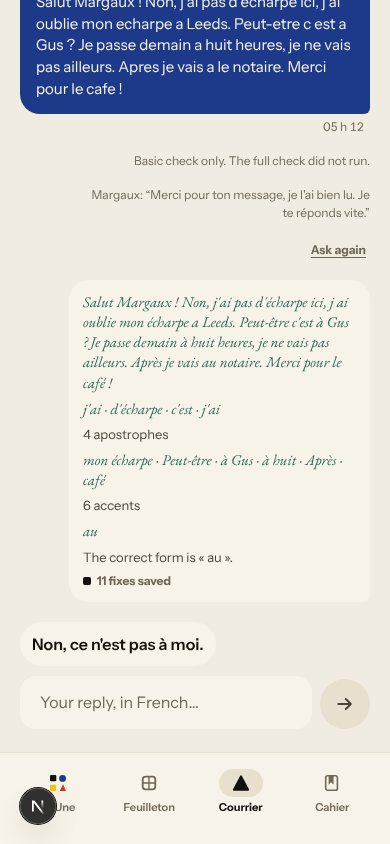 Salut Margaux ! Non, j'ai pas d'echarpe ici, j'ai
oublie mon echarpe a Leeds. Peut-etre c est a
Gus ? Je passe demain a huit heures, je ne vais
pas ailleurs. Apres je vais a le notaire. Merci
pour le cafe !
05 h 12
Basic check only. The full check did not run.
Margaux: “Merci pour ton message, je l'ai bien lu. Je
te réponds vite.”
Ask again
Salut Margaux ! Non, j'ai pas d'écharpe ici, j ai
oublie mon écharpe a Leeds. Peut-être c'est à Gus
? Je passe demain à huit heures, je ne vais pas
ailleurs. Après je vais au notaire. Merci pour le
café !
j'ai · d'écharpe · c'est · j'ai
4 apostrophes
mon écharpe · Peut-être · à Gus · à huit · Après ·
café
6 accents
au
The correct form is « au ».
11 fixes saved
Non, ce n'est pas à moi.
Your reply, in French...
N
Une
Feuilleton
Courrier
Cahier